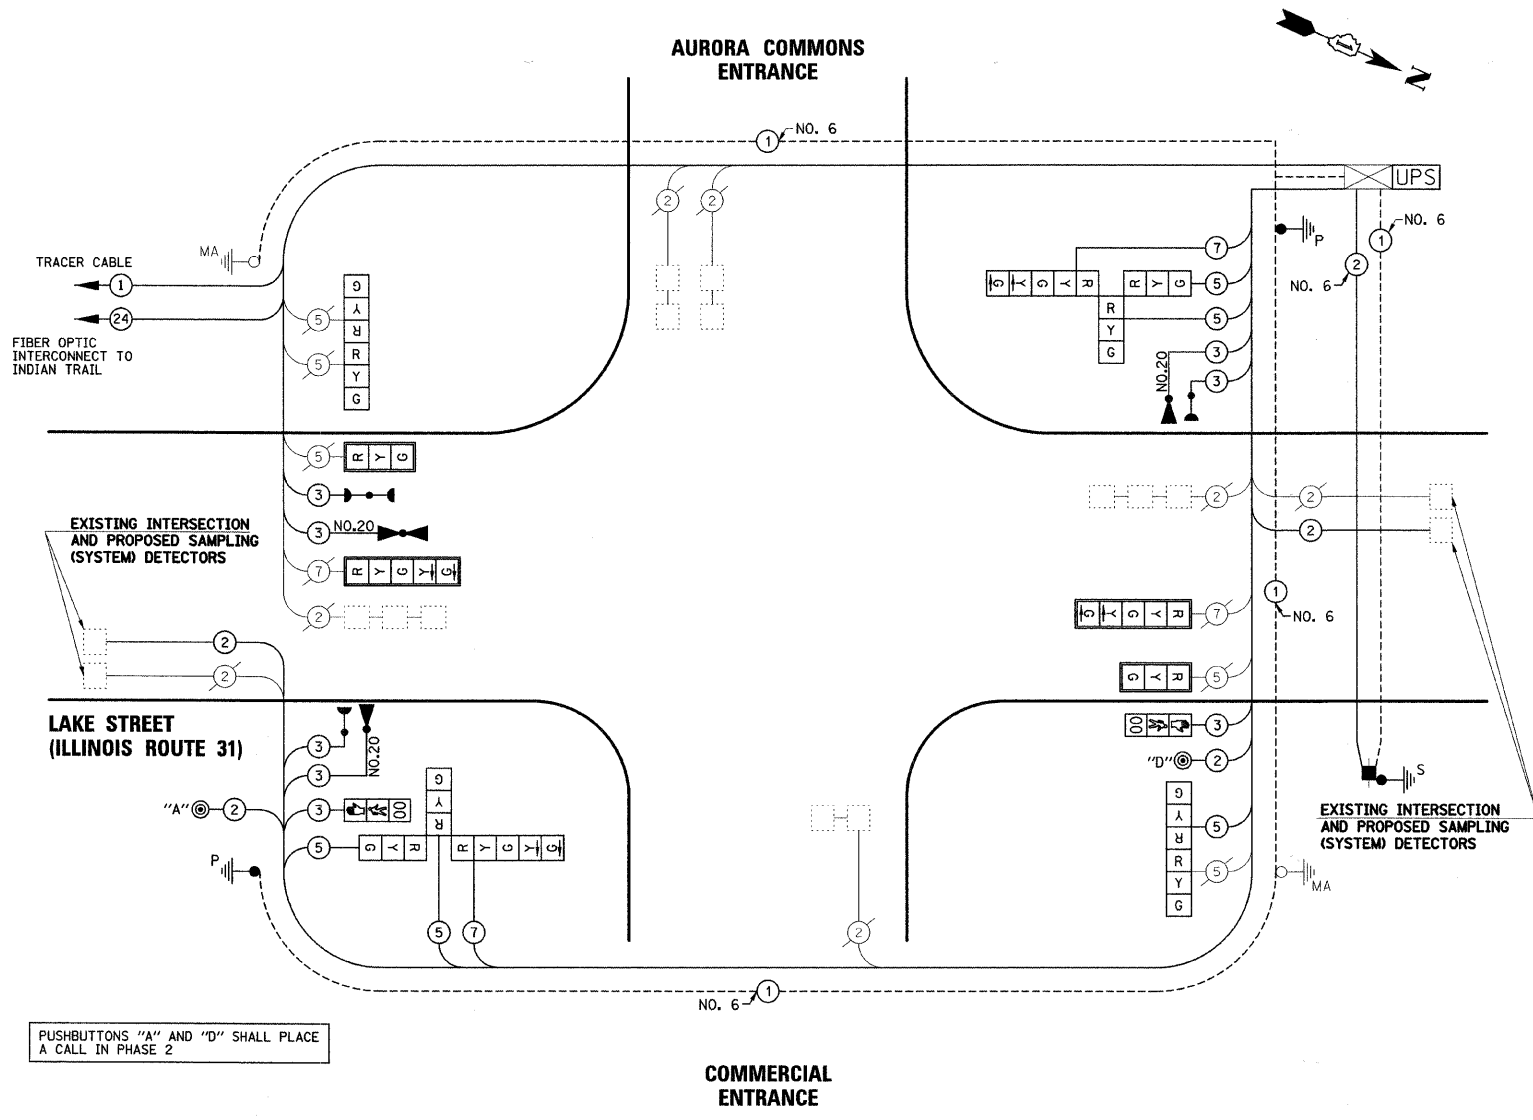 AURORA COMMONS
ENTRANCE
N
1
NO. 6
1
2
2
UPS
NO. 6
1
2
NO. 6
MA
P
TRACER CABLE
1
24
FIBER OPTIC
INTERCONNECT TO
INDIAN TRAIL
5
5
G
Y
R
R
Y
G
7
G Y G Y R
R Y G
5
R
Y
G
5
3
NO.20
3
5
R Y G
3
3
NO.20
7
R Y G Y G
2
EXISTING INTERSECTION
AND PROPOSED SAMPLING
(SYSTEM) DETECTORS
2
2
2
2
2
1
NO. 6
G Y G Y R
7
G Y R
5
LAKE STREET
(ILLINOIS ROUTE 31)
3
3
NO.20
"A"
2
3
00
5
G Y R
G
Y
R
R Y G Y G
P
5
7
2
00
3
"D"
2
G
Y
R
R
Y
G
5
5
S
MA
EXISTING INTERSECTION
AND PROPOSED SAMPLING
(SYSTEM) DETECTORS
NO. 6
1
PUSHBUTTONS "A" AND "D" SHALL PLACE
A CALL IN PHASE 2
COMMERCIAL
ENTRANCE